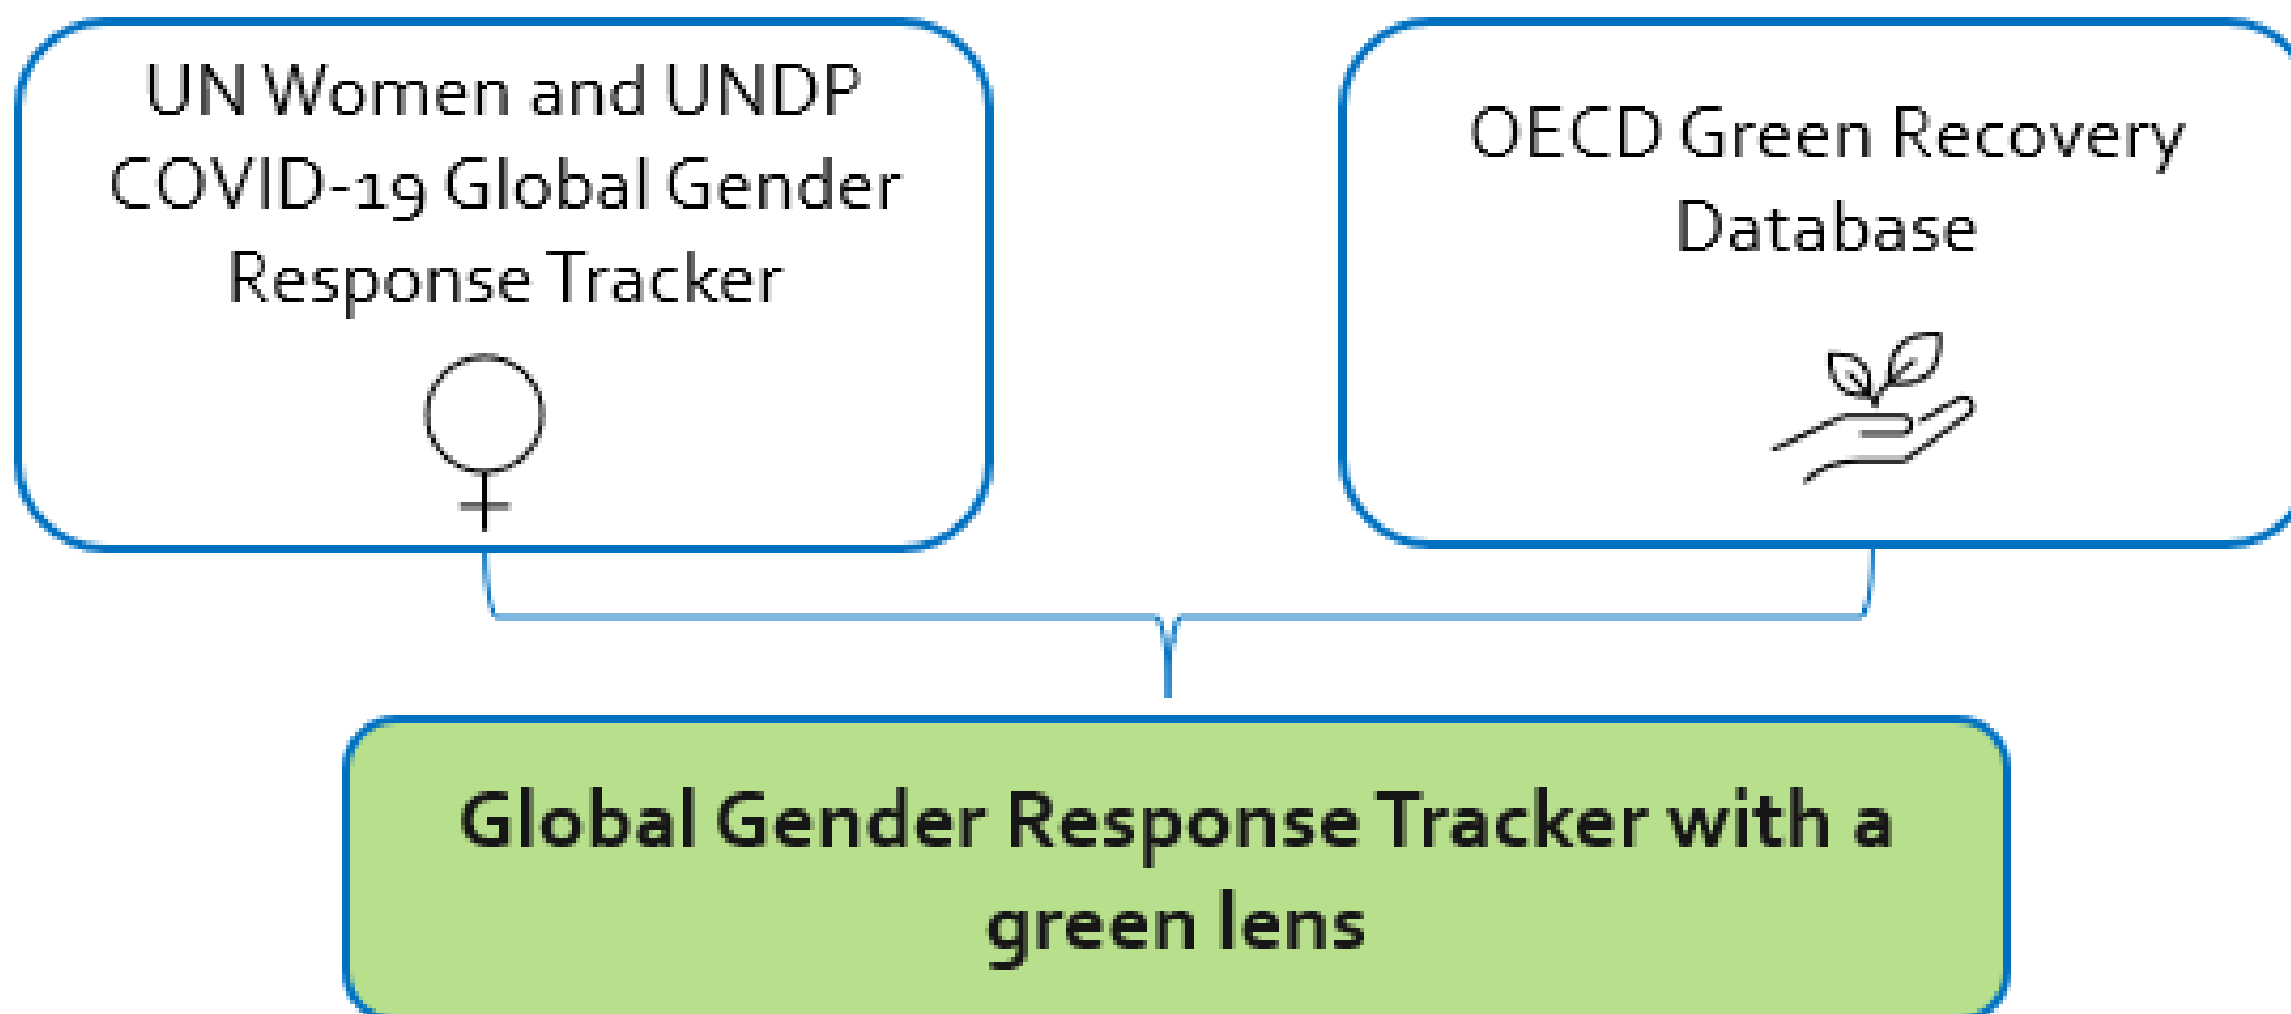 UN Women and UNDP
COVID-19 Global Gender
Response Tracker
OECD Green Recovery
Database
Global Gender Response Tracker with a
green lens